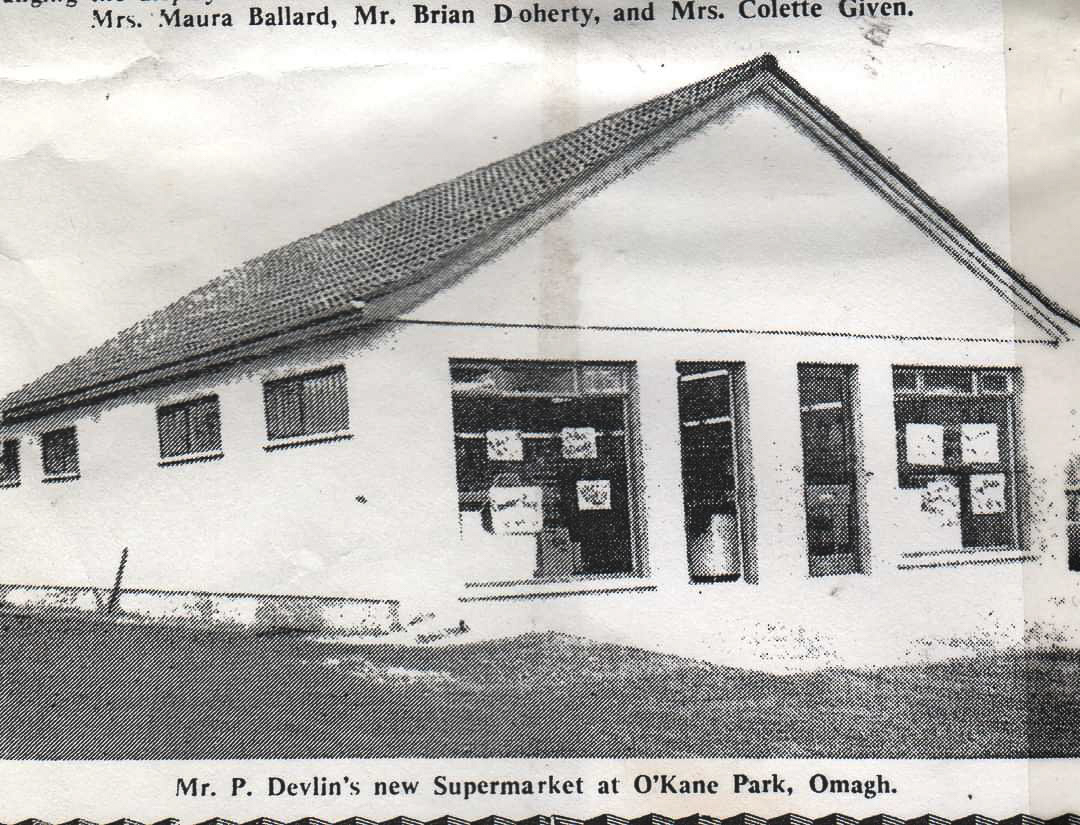 Mrs. Maura Ballard, Mr. Brian Doherty, and Mrs. Colette Given.
Mr. P. Devlin's new Supermarket at O'Kane Park, Omagh.